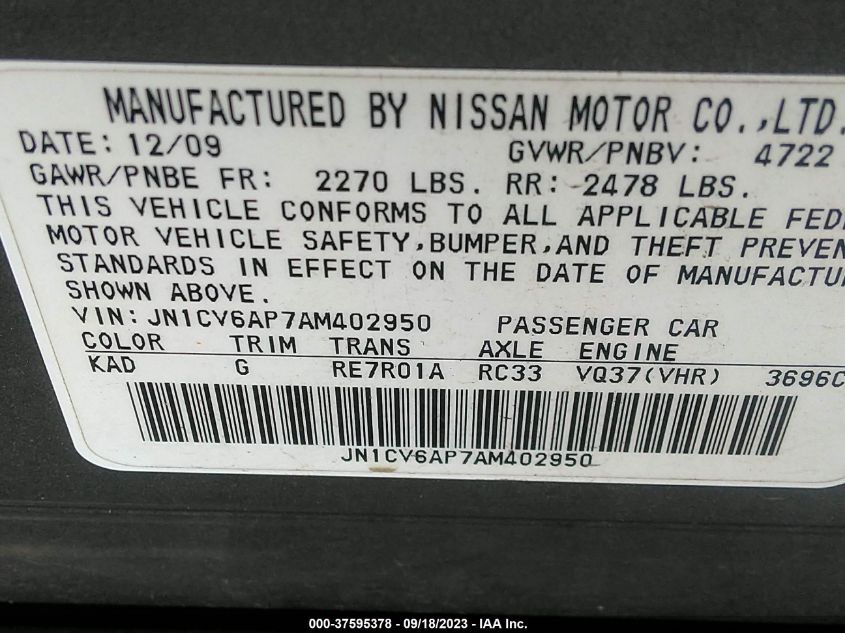 MANUFACTURED BY NISSAN MOTOR CO.,LTD.
DATE: 12/09 GVWR/PNBV: 4722
GAWR/PNBE FR: 2270 LBS. RR: 2478 LBS.
THIS VEHICLE CONFORMS TO ALL APPLICABLE FEDE
MOTOR VEHICLE SAFETY,BUMPER,AND THEFT PREVEN
STANDARDS IN EFFECT ON THE DATE OF MANUFACTU
SHOWN ABOVE.
VIN: JN1CV6AP7AM402950 PASSENGER CAR
COLOR TRIM TRANS AXLE ENGINE
KAD G RE7R01A RC33 VQ37(VHR) 3696C
JN1CV6AP7AM402950
000-37595378 - 09/18/2023 - IAA Inc.